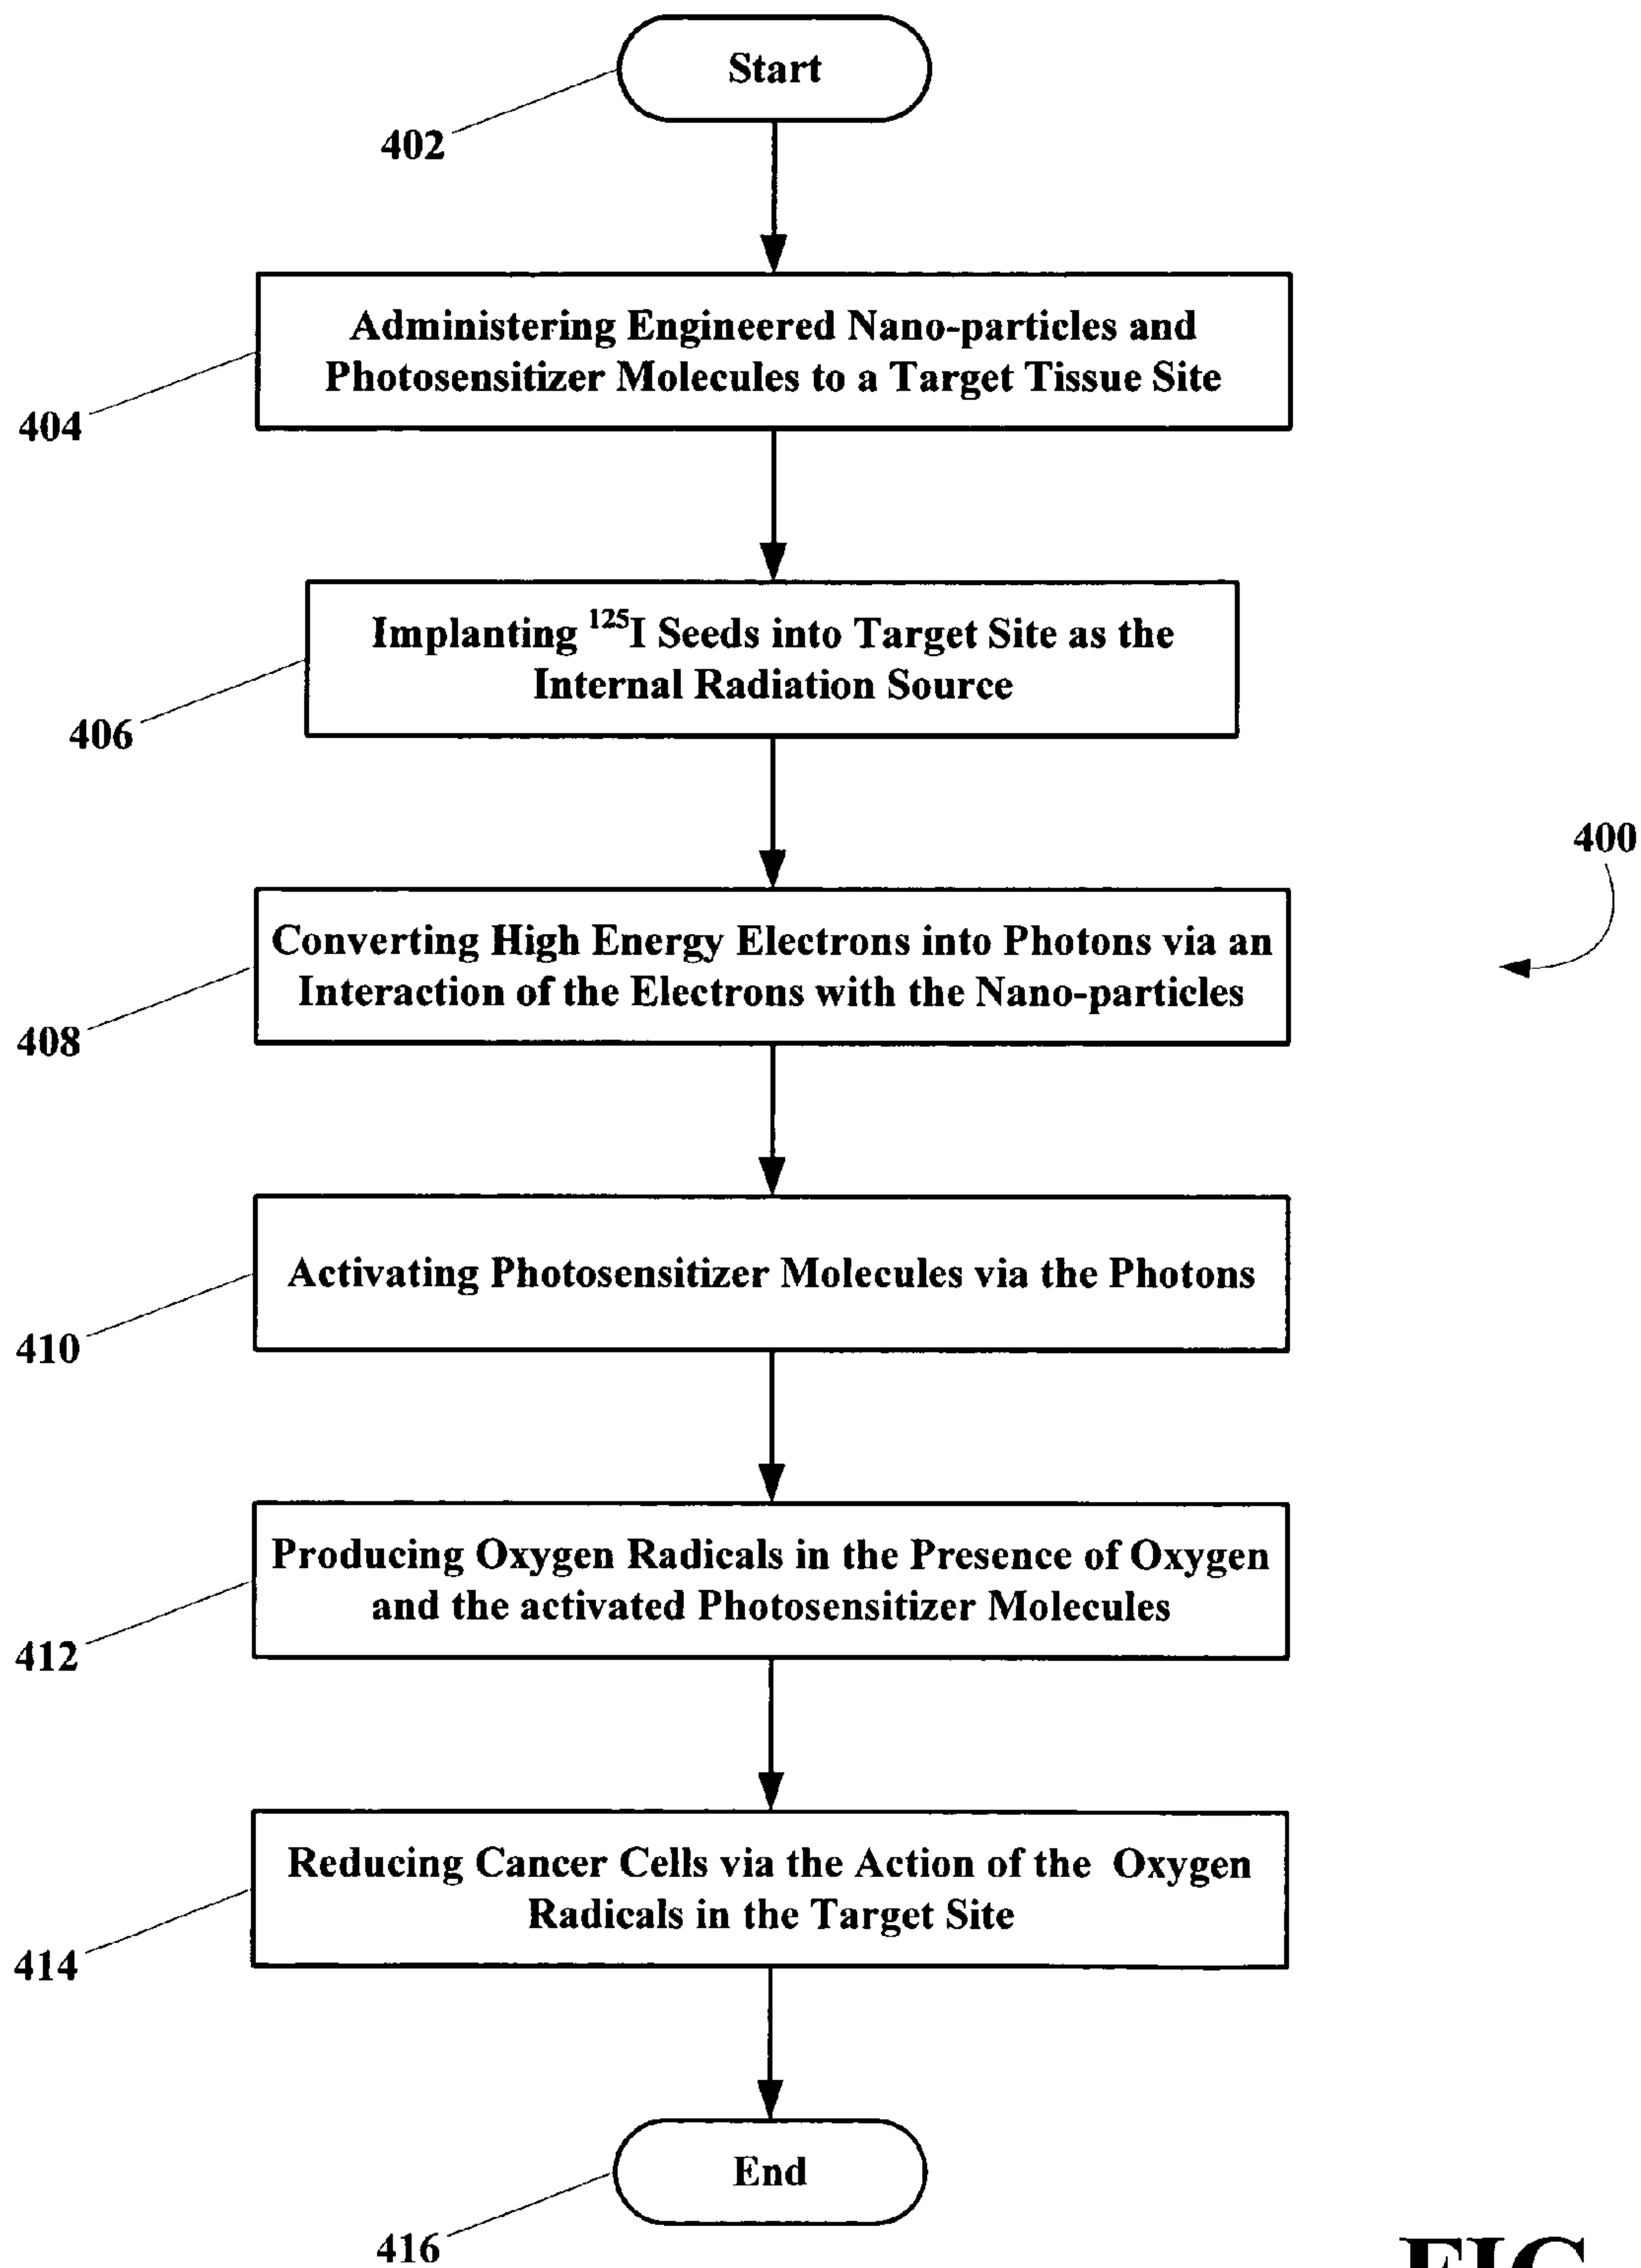 Start
402
Administering Engineered Nano-particles and
Photosensitizer Molecules to a Target Tissue Site
404
Implanting ¹²⁵I Seeds into Target Site as the
Internal Radiation Source
406
400
Converting High Energy Electrons into Photons via an
Interaction of the Electrons with the Nano-particles
408
Activating Photosensitizer Molecules via the Photons
410
Producing Oxygen Radicals in the Presence of Oxygen
and the activated Photosensitizer Molecules
412
Reducing Cancer Cells via the Action of the Oxygen
Radicals in the Target Site
414
End
416